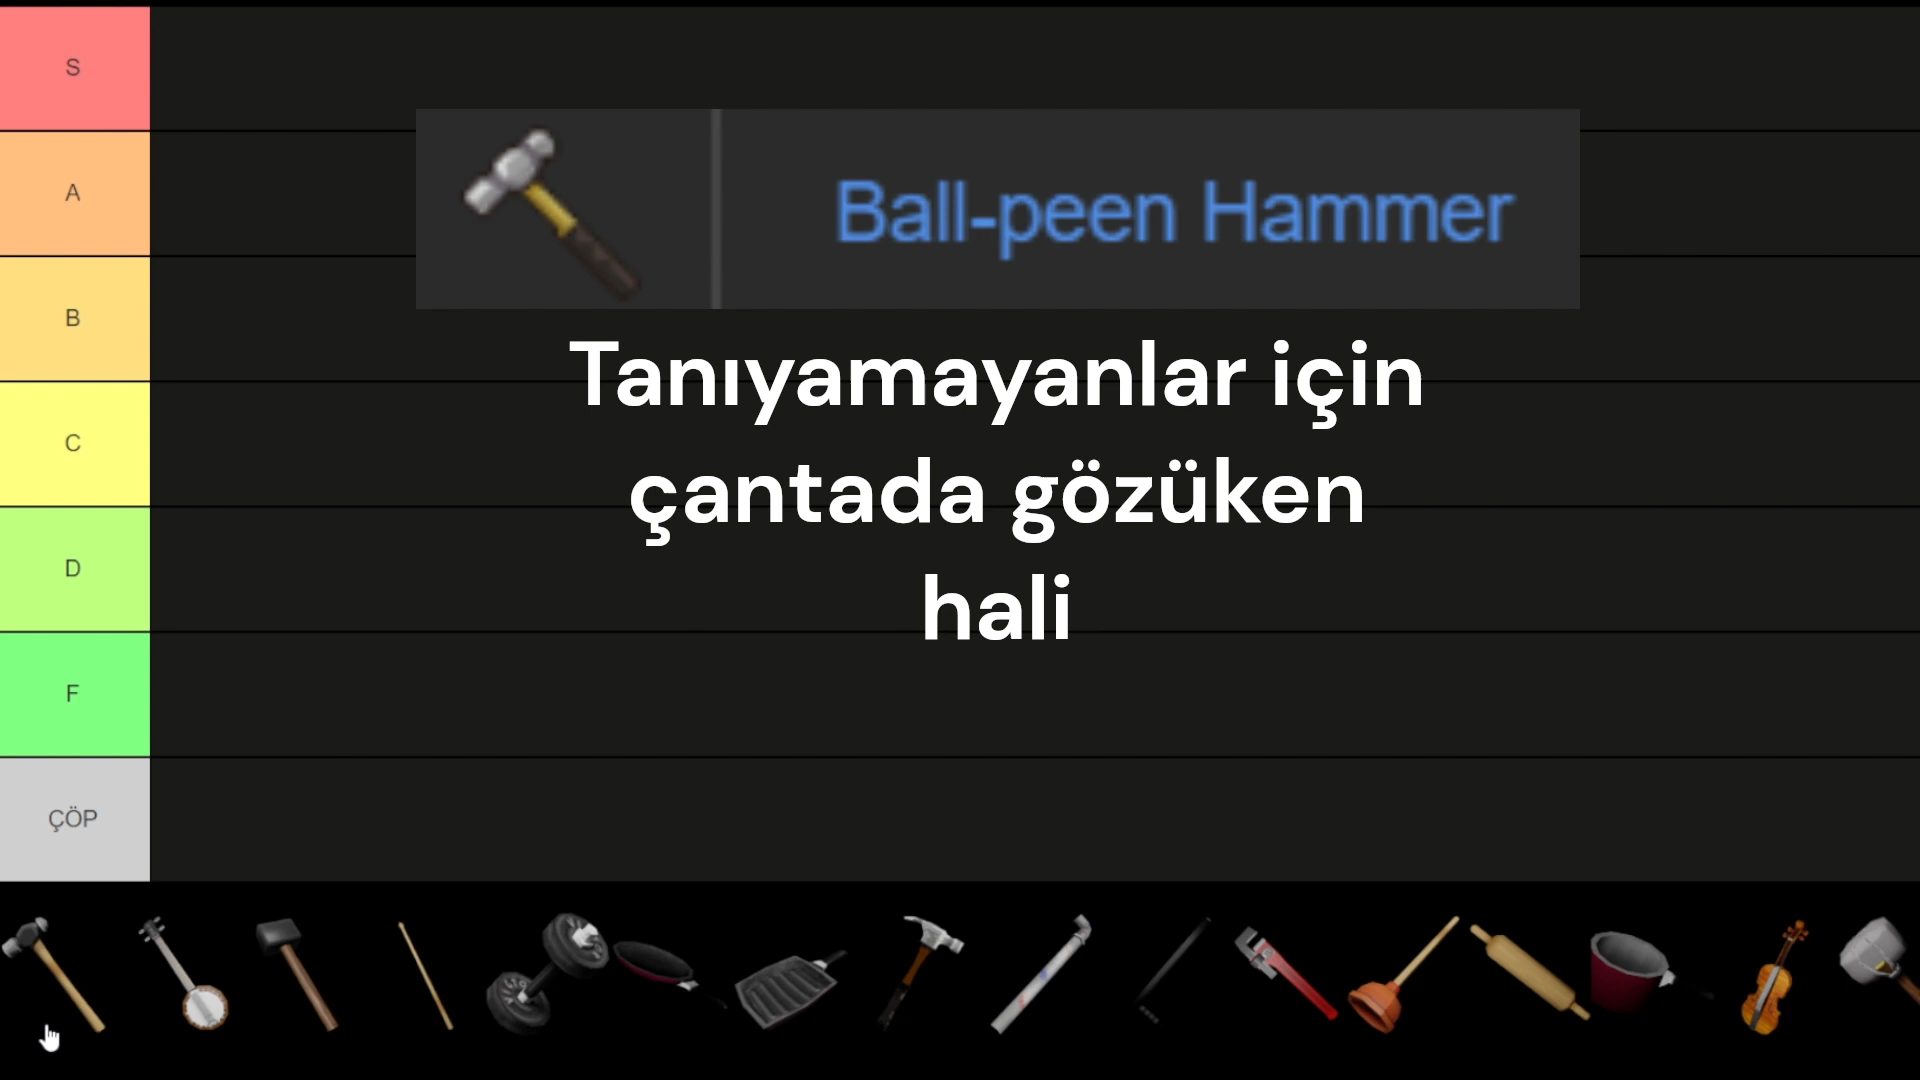 S
A
Ball-peen Hammer
B
Tanıyamayanlar için
C
çantada gözüken
D
hali
F
ÇÖP